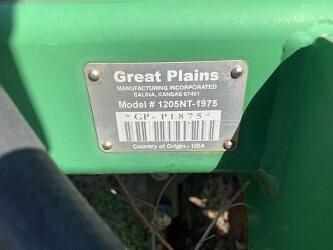 Great Plains
MANUFACTURING INCORPORATED
SALINA, KANSAS 67401
Model # 1205NT-1975
*GP-P1875*
Country of Origin - USA